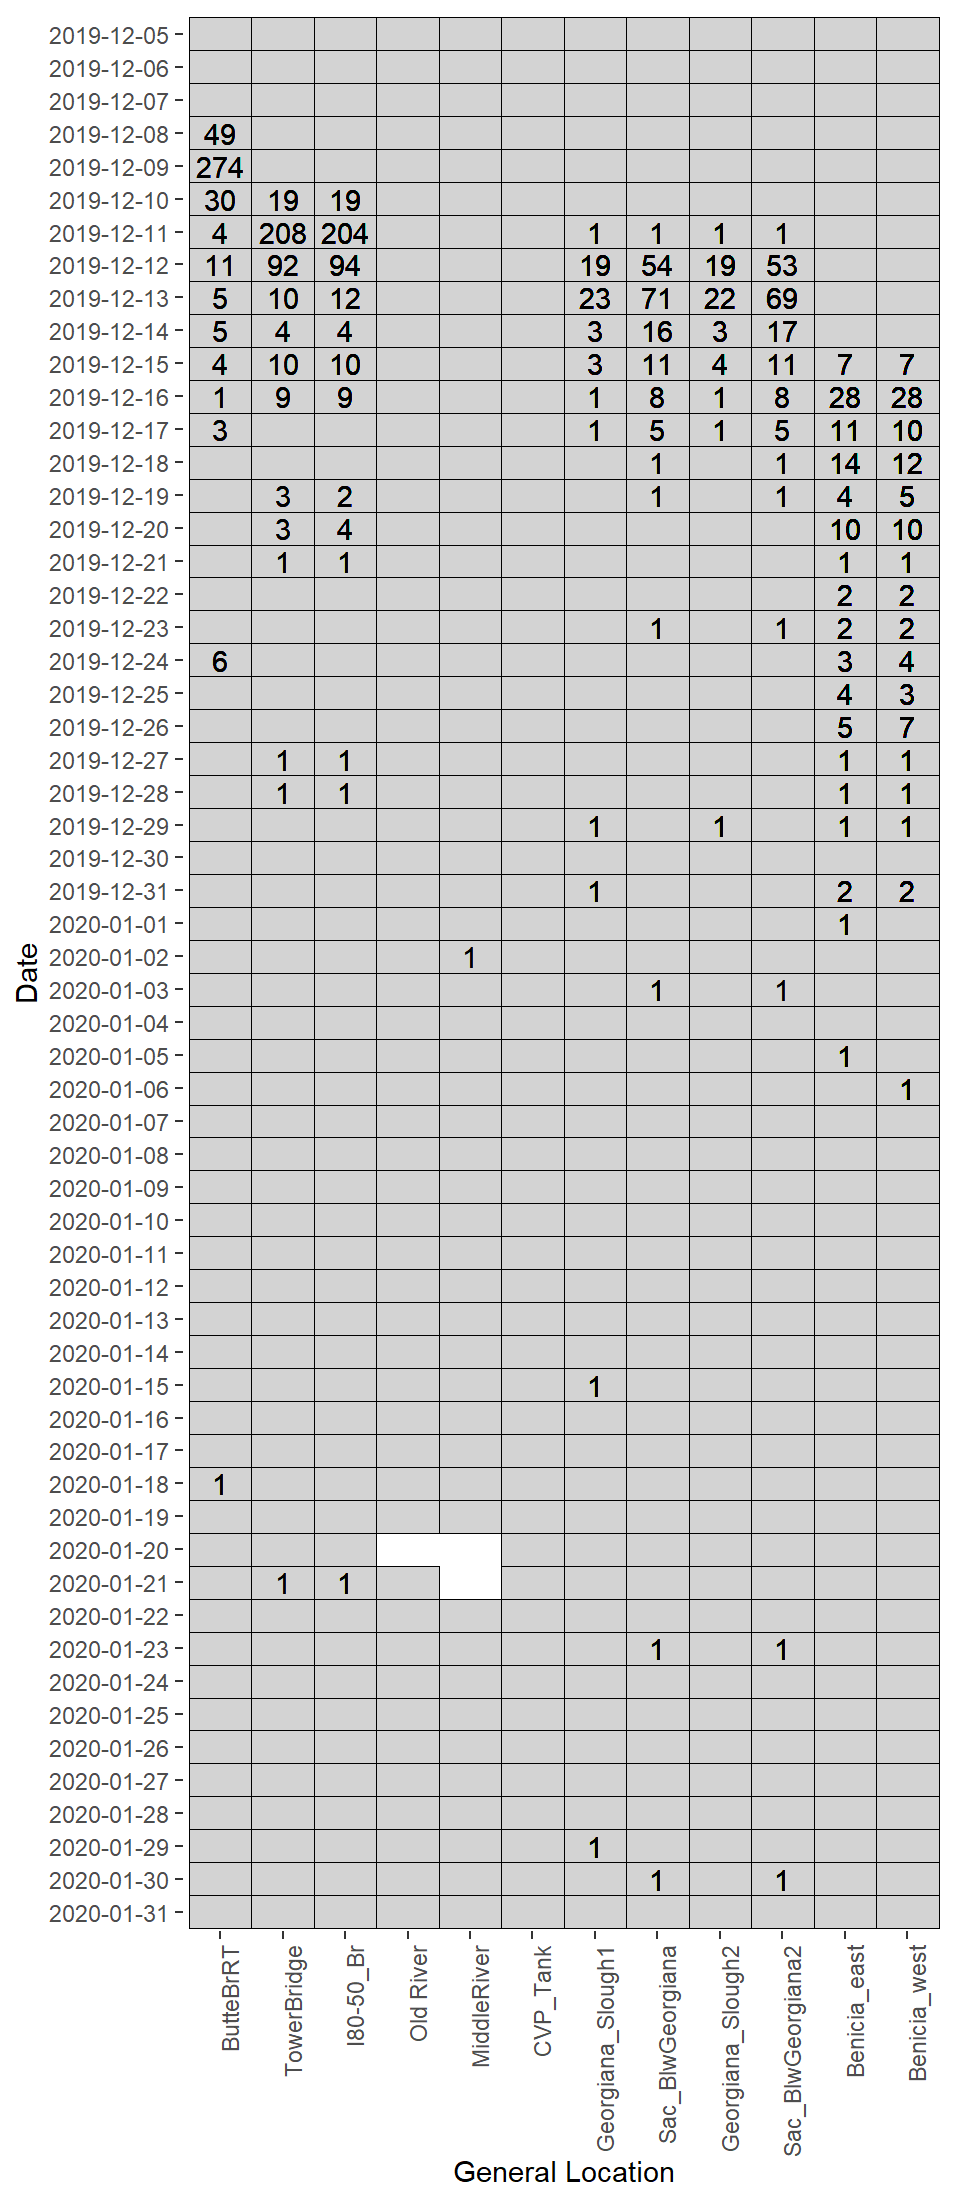 2019-12-05
2019-12-06
2019-12-07
2019-12-08 49
2019-12-09 274
2019-12-10 30 19 19
2019-12-11 4 208 204 1 1 1 1
2019-12-12 11 92 94 19 54 19 53
2019-12-13 5 10 12 23 71 22 69
2019-12-14 5 4 4 3 16 3 17
2019-12-15 4 10 10 3 11 4 11 7 7
2019-12-16 1 9 9 1 8 1 8 28 28
2019-12-17 3 1 5 1 5 11 10
2019-12-18 1 1 14 12
2019-12-19 3 2 1 1 4 5
2019-12-20 3 4 10 10
2019-12-21 1 1 1 1
2019-12-22 2 2
2019-12-23 1 1 2 2
2019-12-24 6 3 4
2019-12-25 4 3
2019-12-26 5 7
2019-12-27 1 1 1 1
2019-12-28 1 1 1 1
2019-12-29 1 1 1 1
2019-12-30
2019-12-31 1 2 2
2020-01-01 1
2020-01-02 1
2020-01-03 1 1
2020-01-04
2020-01-05 1
2020-01-06 1
2020-01-07
2020-01-08
2020-01-09
2020-01-10
2020-01-11
2020-01-12
2020-01-13
2020-01-14
2020-01-15 1
2020-01-16
2020-01-17
2020-01-18 1
2020-01-19
2020-01-20
2020-01-21 1 1
2020-01-22
2020-01-23 1 1
2020-01-24
2020-01-25
2020-01-26
2020-01-27
2020-01-28
2020-01-29 1
2020-01-30 1 1
2020-01-31
Date
ButteBrRT
TowerBridge
I80-50_Br
Old River
MiddleRiver
CVP_Tank
Georgiana_Slough1
Sac_BlwGeorgiana
Georgiana_Slough2
Sac_BlwGeorgiana2
Benicia_east
Benicia_west
General Location